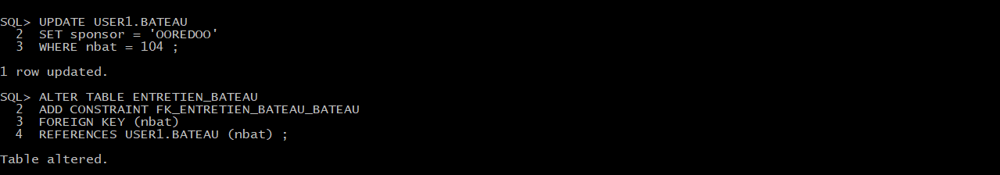 SQL> UPDATE USER1.BATEAU
  2  SET sponsor = 'OOREDOO'
  3  WHERE nbat = 104 ;
1 row updated.
SQL> ALTER TABLE ENTRETIEN_BATEAU
  2  ADD CONSTRAINT FK_ENTRETIEN_BATEAU_BATEAU
  3  FOREIGN KEY (nbat)
  4  REFERENCES USER1.BATEAU (nbat) ;
Table altered.